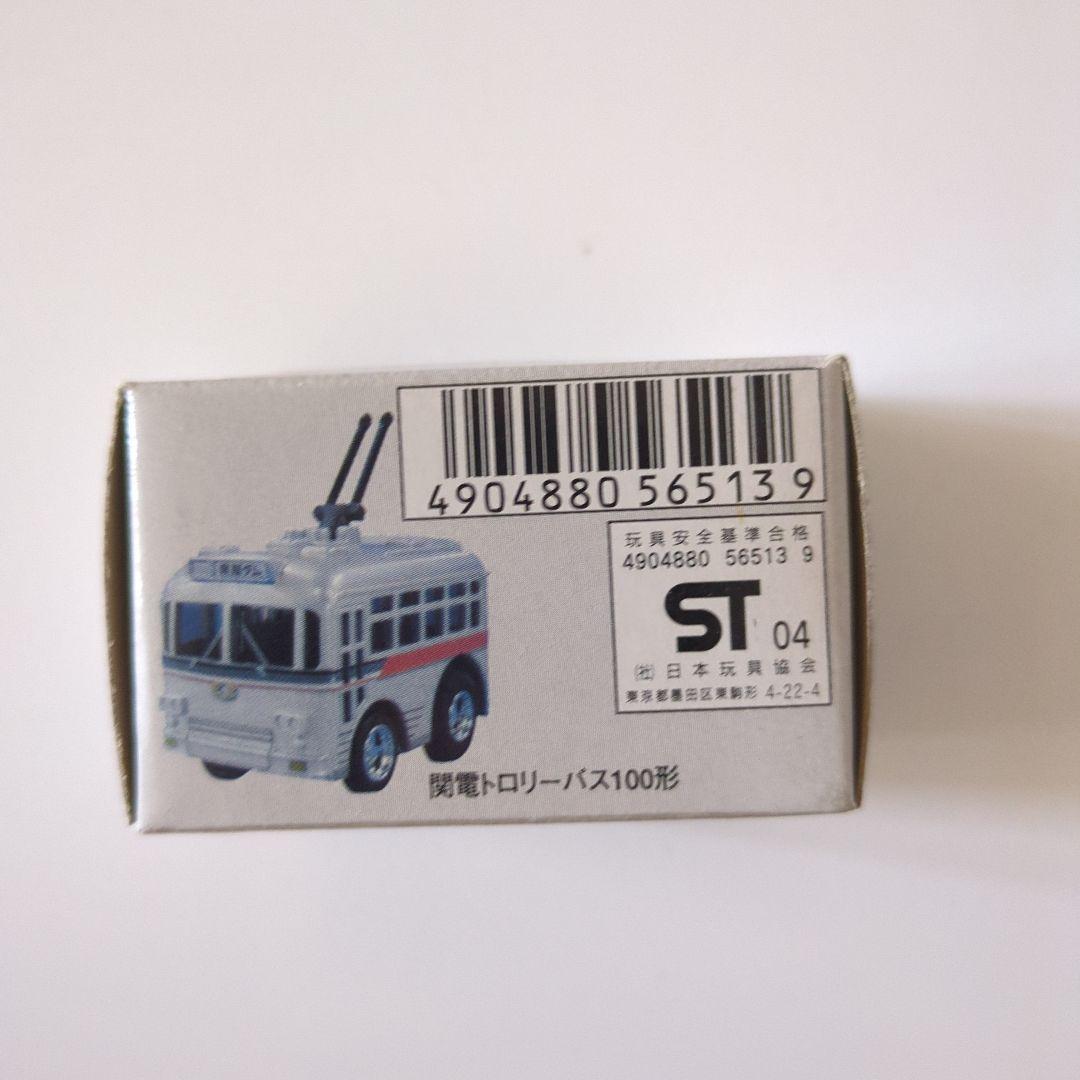 4904880 565139
玩具安全基準合格
4904880 56513 9
ST 04
(社)日本玩具協会
東京都墨田区東駒形 4-22-4
関電トロリーバス100形